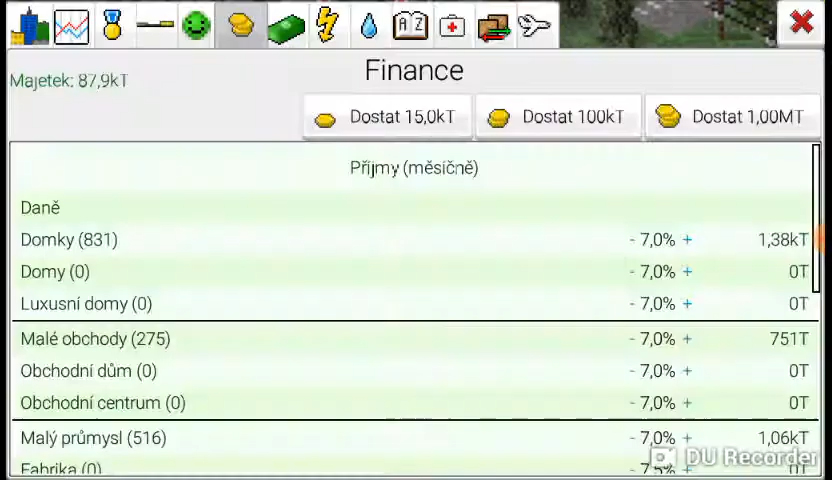 A Z
Majetek: 87,9kT
Finance
Dostat 15,0kT
Dostat 100kT
Dostat 1,00MT
Příjmy (měsíčně)
Daně
Domky (831) - 7,0% + 1,38kT
Domy (0) - 7,0% + 0T
Luxusní domy (0) - 7,0% + 0T
Malé obchody (275) - 7,0% + 751T
Obchodní dům (0) - 7,0% + 0T
Obchodní centrum (0) - 7,0% + 0T
Malý průmysl (516) - 7,0% + 1,06kT
Fabrika (0) - 7,5% + 0T
DU Recorder